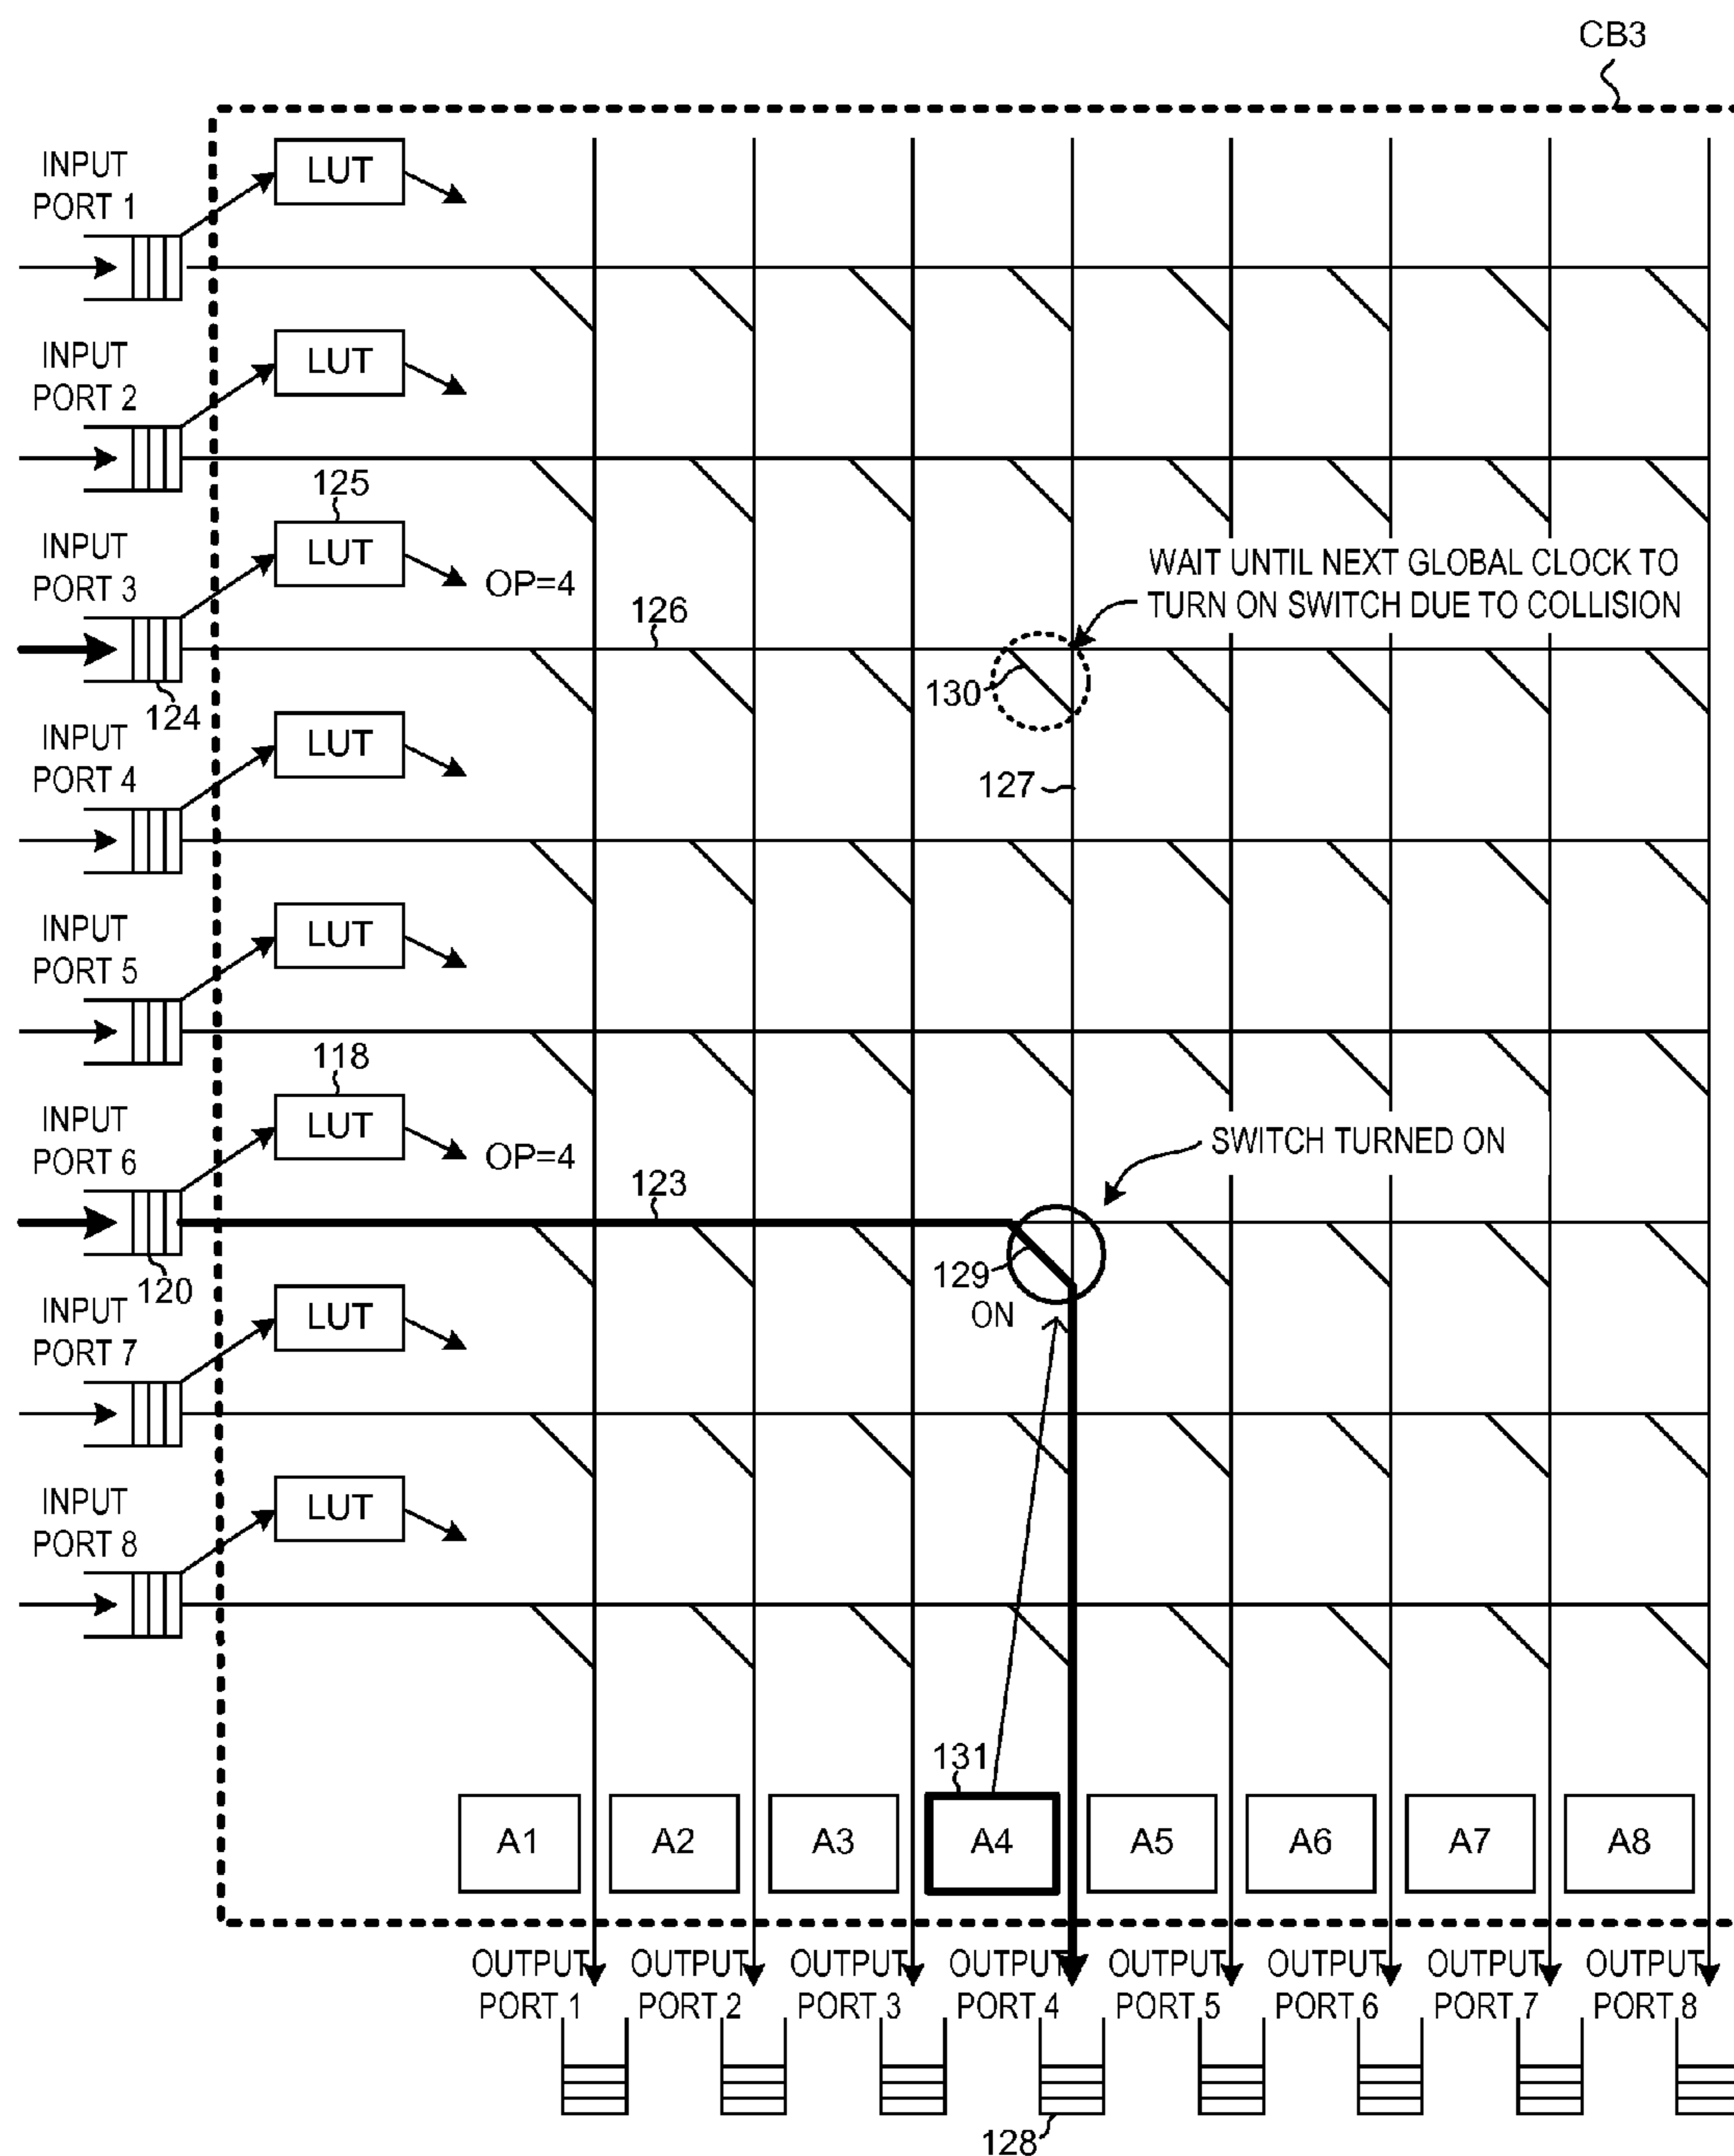 CB3
INPUT
PORT 1
LUT
INPUT
PORT 2
LUT
125
INPUT
PORT 3
LUT
OP=4
126
WAIT UNTIL NEXT GLOBAL CLOCK TO
TURN ON SWITCH DUE TO COLLISION
130
124
INPUT
PORT 4
LUT
127
INPUT
PORT 5
LUT
118
INPUT
PORT 6
LUT
OP=4
SWITCH TURNED ON
123
129
ON
120
INPUT
PORT 7
LUT
INPUT
PORT 8
LUT
131
A1
A2
A3
A4
A5
A6
A7
A8
OUTPUT
PORT 1
OUTPUT
PORT 2
OUTPUT
PORT 3
OUTPUT
PORT 4
OUTPUT
PORT 5
OUTPUT
PORT 6
OUTPUT
PORT 7
OUTPUT
PORT 8
128